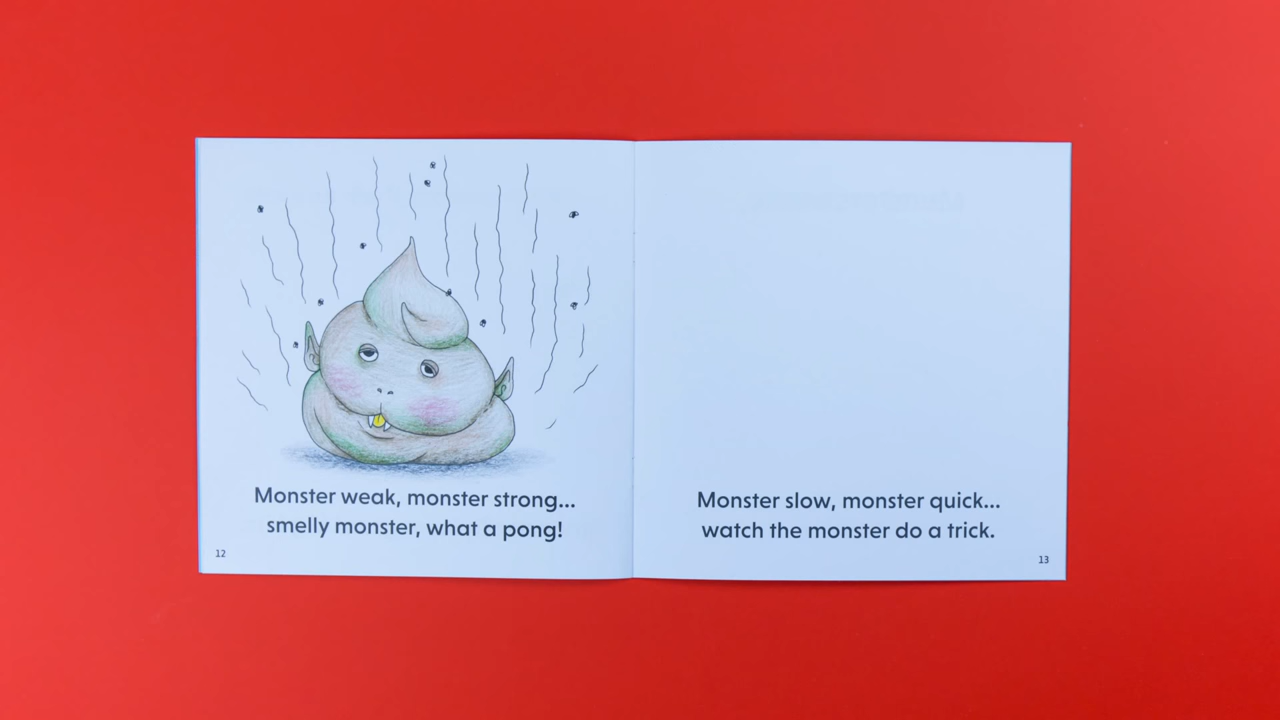 Monster weak, monster strong...
smelly monster, what a pong!
12
Monster slow, monster quick...
watch the monster do a trick.
13